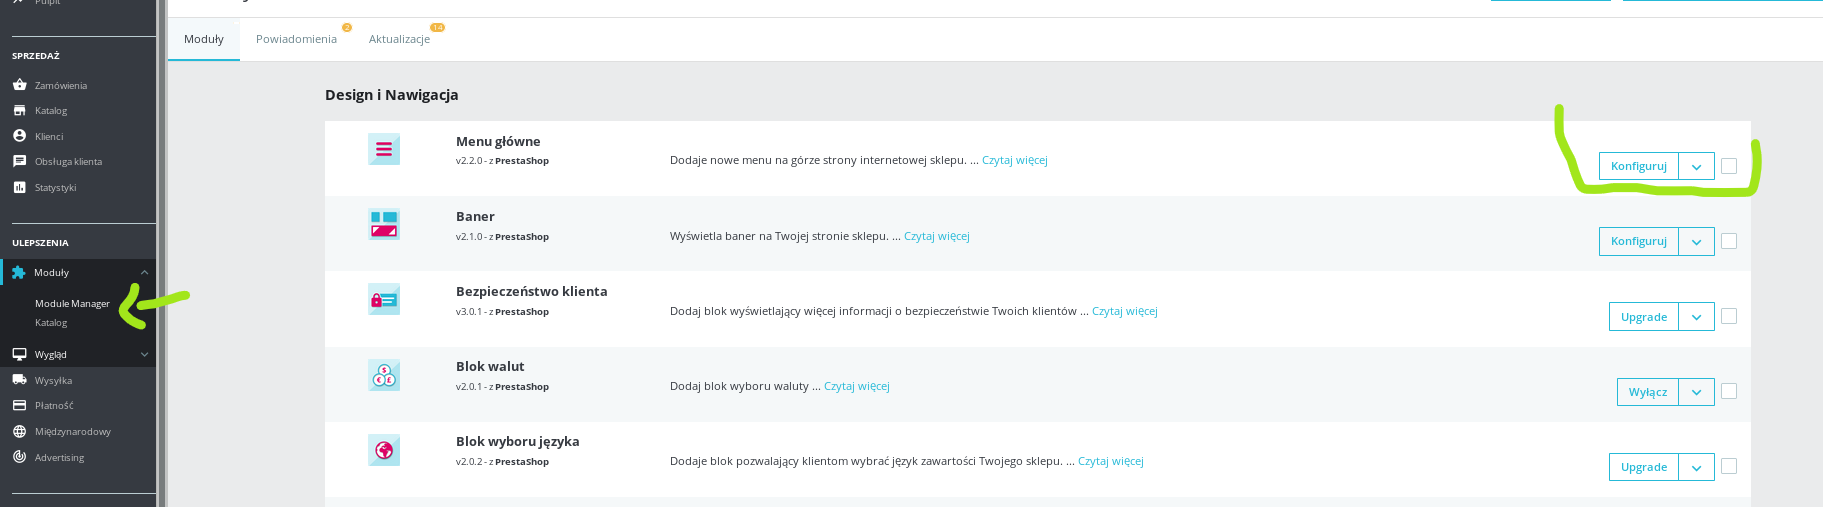 Pulpit
SPRZEDAŻ
Zamówienia
Katalog
Klienci
Obsługa klienta
Statystyki
ULEPSZENIA
Moduły
Module Manager
Katalog
Wygląd
Wysyłka
Płatność
Międzynarodowy
Advertising
Moduły
Powiadomienia 2
Aktualizacje 14
Design i Nawigacja
Menu główne
v2.2.0 - z PrestaShop
Dodaje nowe menu na górze strony internetowej sklepu. ... Czytaj więcej
Konfiguruj
Baner
v2.1.0 - z PrestaShop
Wyświetla baner na Twojej stronie sklepu. ... Czytaj więcej
Konfiguruj
Bezpieczeństwo klienta
v3.0.1 - z PrestaShop
Dodaj blok wyświetlający więcej informacji o bezpieczeństwie Twoich klientów ... Czytaj więcej
Upgrade
Blok walut
v2.0.1 - z PrestaShop
Dodaj blok wyboru waluty ... Czytaj więcej
Wyłącz
Blok wyboru języka
v2.0.2 - z PrestaShop
Dodaje blok pozwalający klientom wybrać język zawartości Twojego sklepu. ... Czytaj więcej
Upgrade